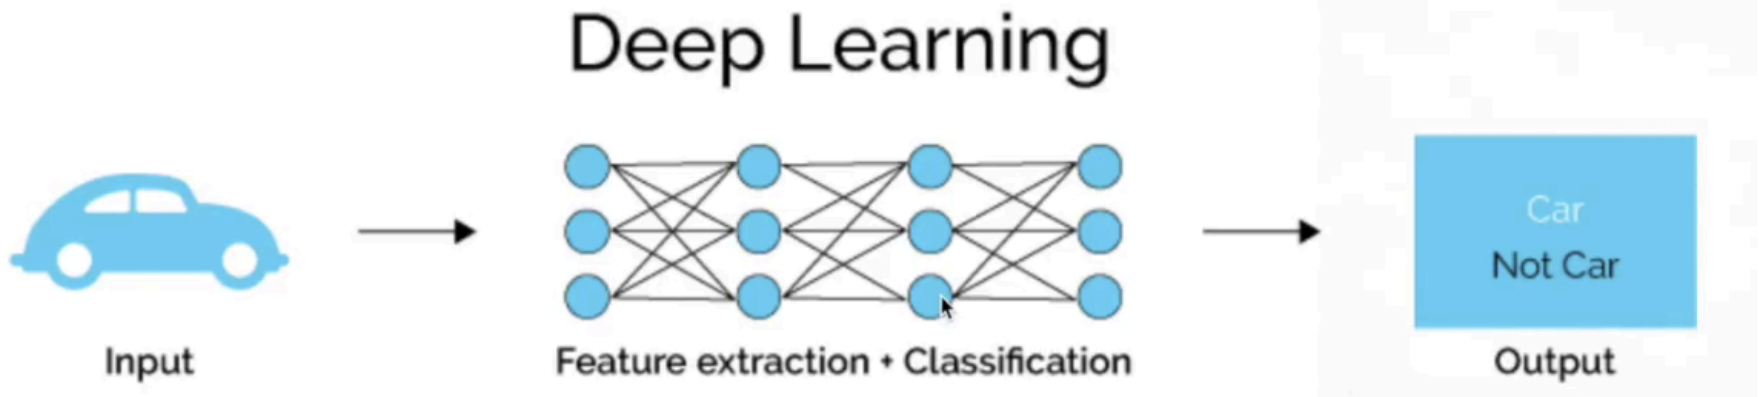 Deep Learning
Car
Not Car
Input
Feature extraction + Classification
Output